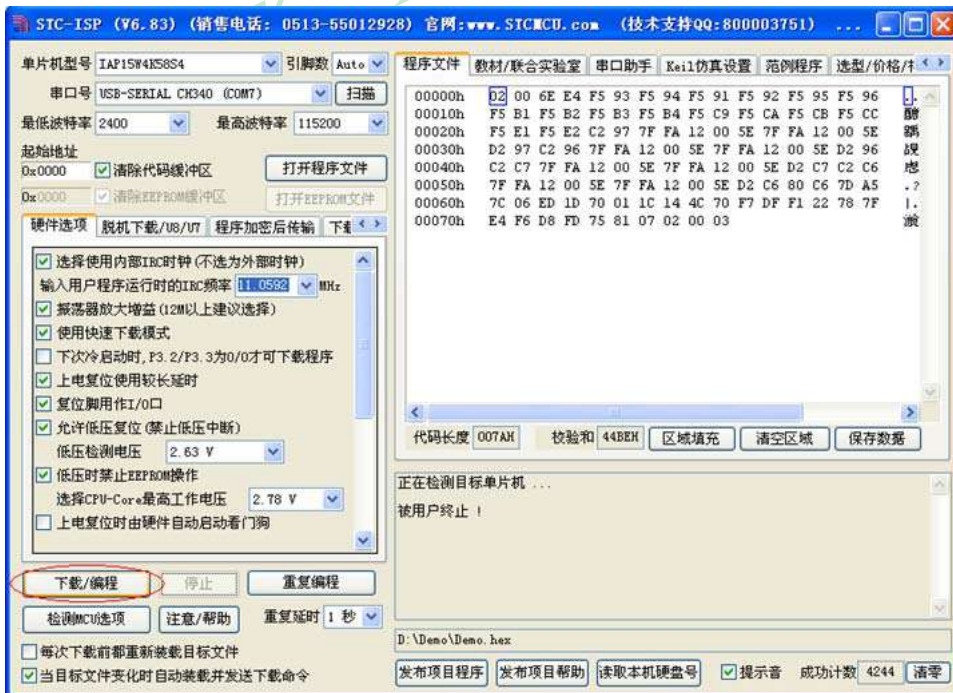 STC-ISP (V6.83) (销售电话: 0513-55012928) 官网:www.STCMCU.com (技术支持QQ:800003751) ...
单片机型号 IAP15W4K58S4 引脚数 Auto
串口号 USB-SERIAL CH340 (COM7) 扫描
最低波特率 2400 最高波特率 115200
起始地址
0x0000 清除代码缓冲区 打开程序文件
0x0000 清除EEPROM缓冲区 打开EEPROM文件
硬件选项 脱机下载/U8/U7 程序加密后传输
选择使用内部IRC时钟(不选为外部时钟)
输入用户程序运行时的IRC频率 11.0592 MHz
振荡器放大增益(12M以上建议选择)
使用快速下载模式
下次冷启动时,P3.2/P3.3为0/0才可下载程序
上电复位使用较长延时
复位脚用作I/O口
允许低压复位(禁止低压中断)
低压检测电压 2.63 V
低压时禁止EEPROM操作
选择CPU-Core最高工作电压 2.78 V
上电复位时由硬件自动启动看门狗
下载/编程 停止 重复编程
检测MCU选项 注意/帮助 重复延时 1 秒
每次下载前都重新装载目标文件
当目标文件变化时自动装载并发送下载命令
程序文件 教材/联合实验室 串口助手 Keil仿真设置 范例程序 选型/价格/
00000h 02 00 6E E4 F5 93 F5 94 F5 91 F5 92 F5 95 F5 96
00010h F5 B1 F5 B2 F5 B3 F5 B4 F5 C9 F5 CA F5 CB F5 CC
00020h F5 E1 F5 E2 C2 97 7F FA 12 00 5E 7F FA 12 00 5E
00030h D2 97 C2 96 7F FA 12 00 5E 7F FA 12 00 5E D2 96
00040h C2 C7 7F FA 12 00 5E 7F FA 12 00 5E D2 C7 C2 C6
00050h 7F FA 12 00 5E 7F FA 12 00 5E D2 C6 80 C6 7D A5 .?
00060h 7C 06 ED 1D 70 01 1C 14 4C 70 F7 DF F1 22 78 7F |.
00070h E4 F6 D8 FD 75 81 07 02 00 03
代码长度 007AH 校验和 44BEH 区域填充 清空区域 保存数据
正在检测目标单片机 ...
被用户终止 !
D:\Demo\Demo.hex
发布项目程序 发布项目帮助 读取本机硬盘号 提示音 成功计数 4244 清零